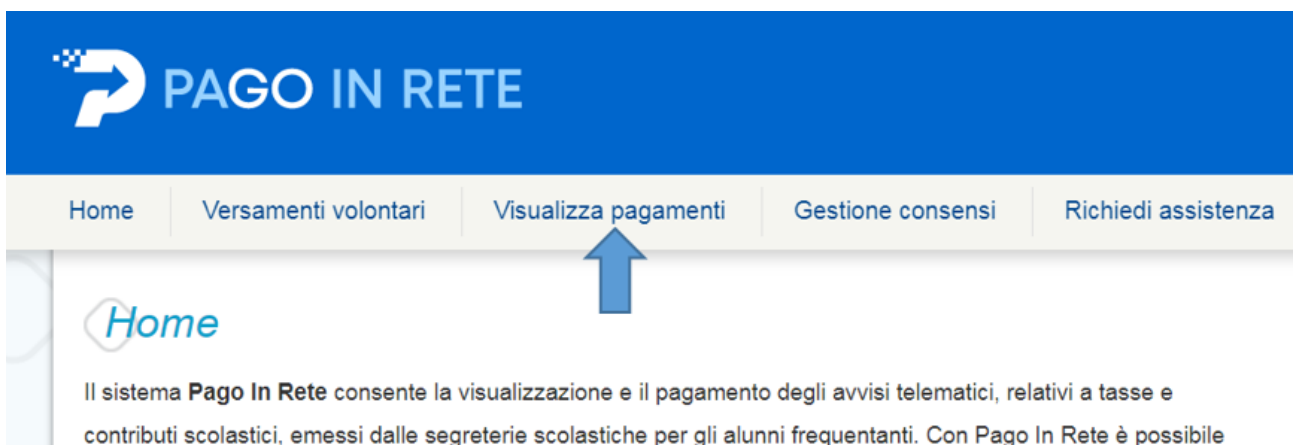 PAGO IN RETE
Home Versamenti volontari Visualizza pagamenti Gestione consensi Richiedi assistenza
Home
Il sistema Pago In Rete consente la visualizzazione e il pagamento degli avvisi telematici, relativi a tasse e
contributi scolastici, emessi dalle segreterie scolastiche per gli alunni frequentanti. Con Pago In Rete è possibile